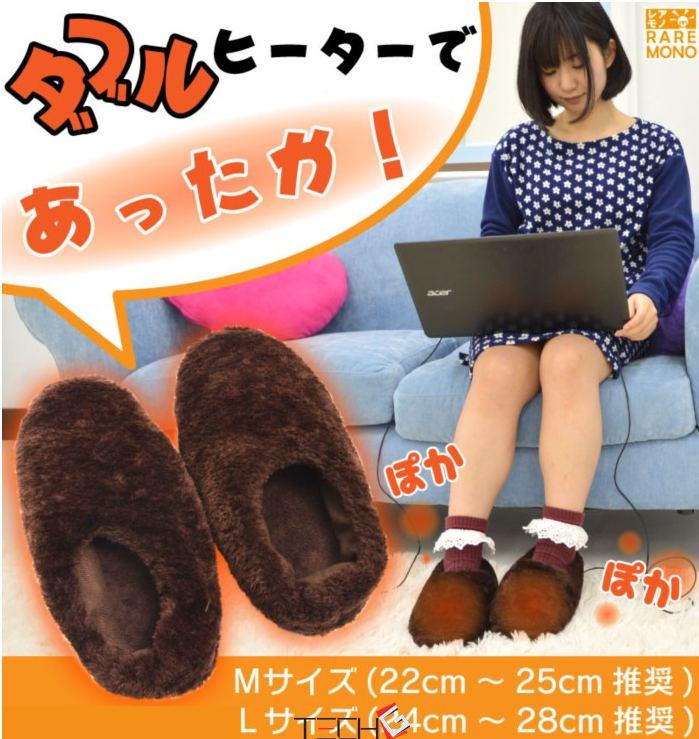 レアモノ
RARE
MONO
ダブルヒーターで
あったか!
acer
ぽか
ぽか
Mサイズ(22cm ～ 25cm 推奨)
Lサイズ( 4cm ～ 28cm 推奨)
TECH